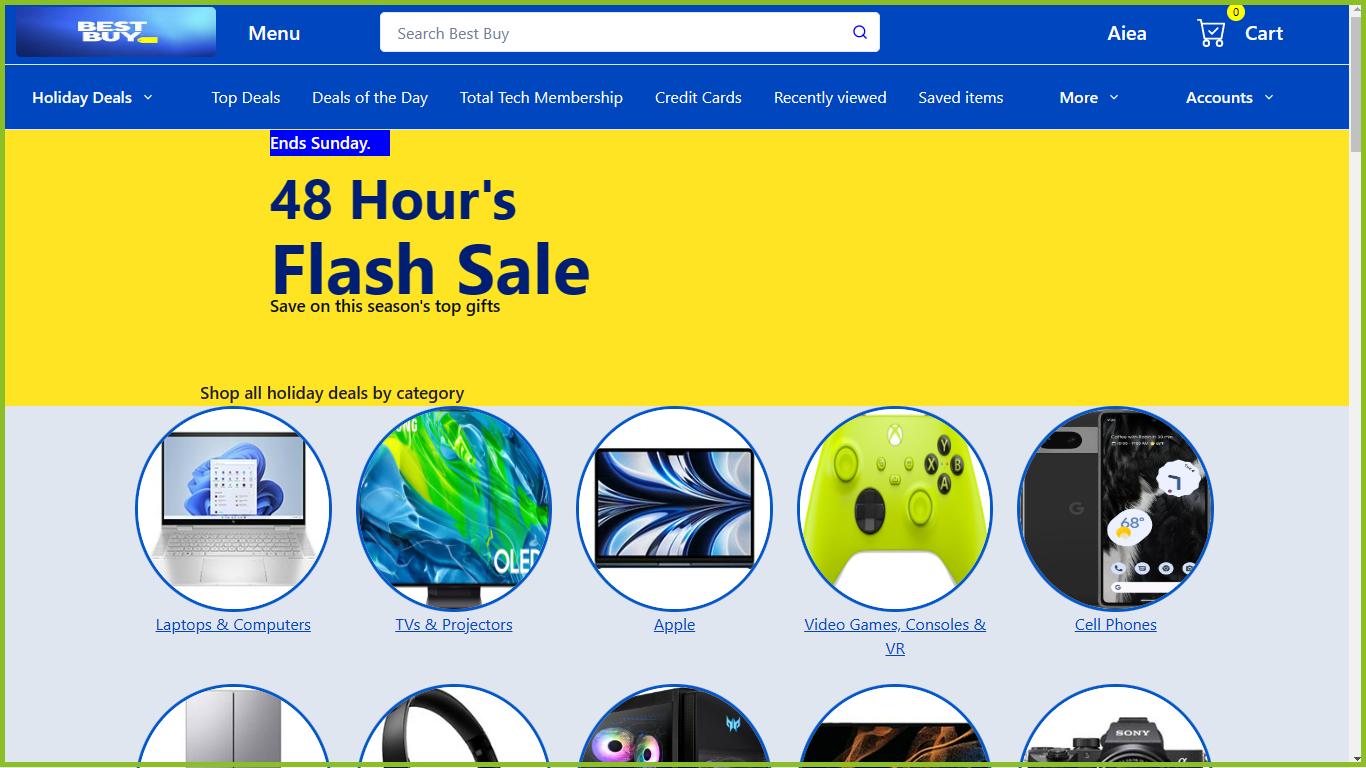 BEST
BUY
Menu
Search Best Buy
Aiea
0
Cart
Holiday Deals
Top Deals
Deals of the Day
Total Tech Membership
Credit Cards
Recently viewed
Saved items
More
Accounts
Ends Sunday.
48 Hour's
Flash Sale
Save on this season's top gifts
Shop all holiday deals by category
OLED
Y
X B
A
G
68°
Laptops & Computers
TVs & Projectors
Apple
Video Games, Consoles &
VR
Cell Phones
SONY
α